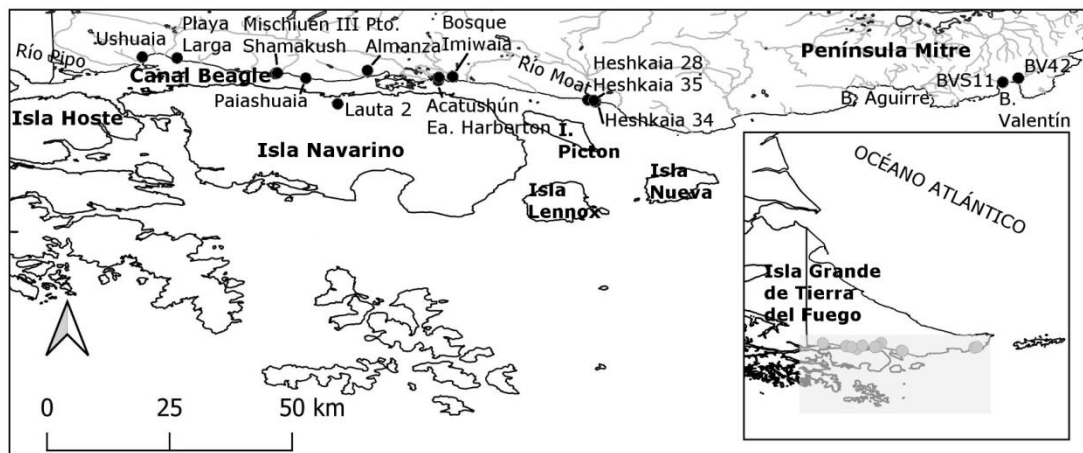 Ushuaia
Playa
Larga
Mischiuen III
Shamakush
Pto.
Almanza
Bosque
Imiwaia
Península Mitre
Río Pipo
Canal Beagle
Río Moat
Heshkaia 28
Heshkaia 35
BVS11
BV42
Paiashuaia
Lauta 2
Acatushún
Ea. Harberton
Heshkaia 34
B. Aguirre
B.
Valentín
Isla Hoste
Isla Navarino
I.
Picton
Isla
Nueva
Isla
Lennox
OCÉANO ATLÁNTICO
Isla Grande
de Tierra
del Fuego
0 25 50 km